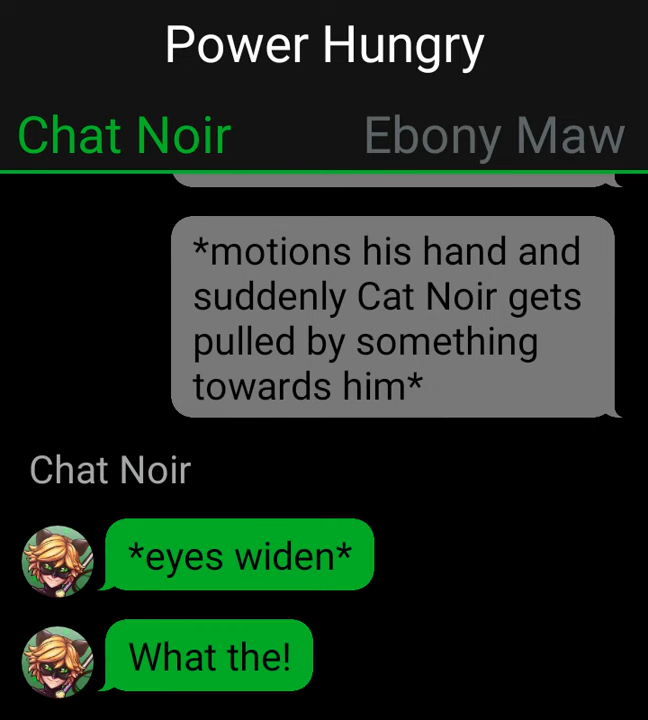 Power Hungry
Chat Noir
Ebony Maw
*motions his hand and
suddenly Cat Noir gets
pulled by something
towards him*
Chat Noir
*eyes widen*
What the!